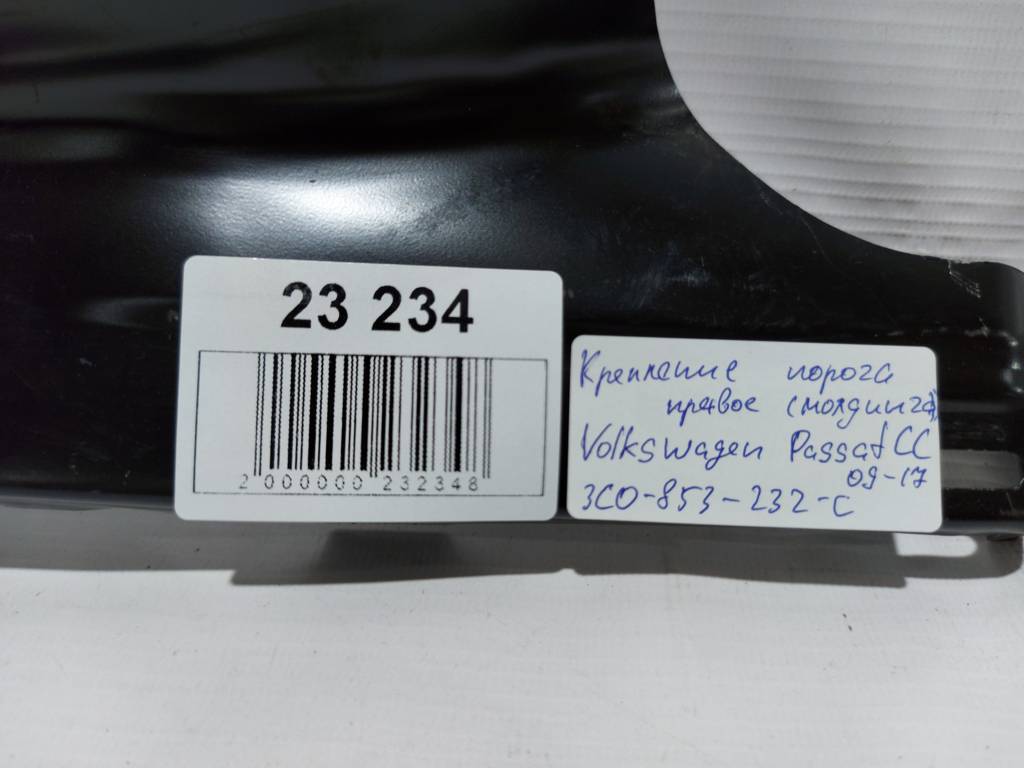 23 234
2 000000 232348
Крепление порога
правое (молдинга)
Volkswagen Passat CC
09-17
3C0-853-232-C